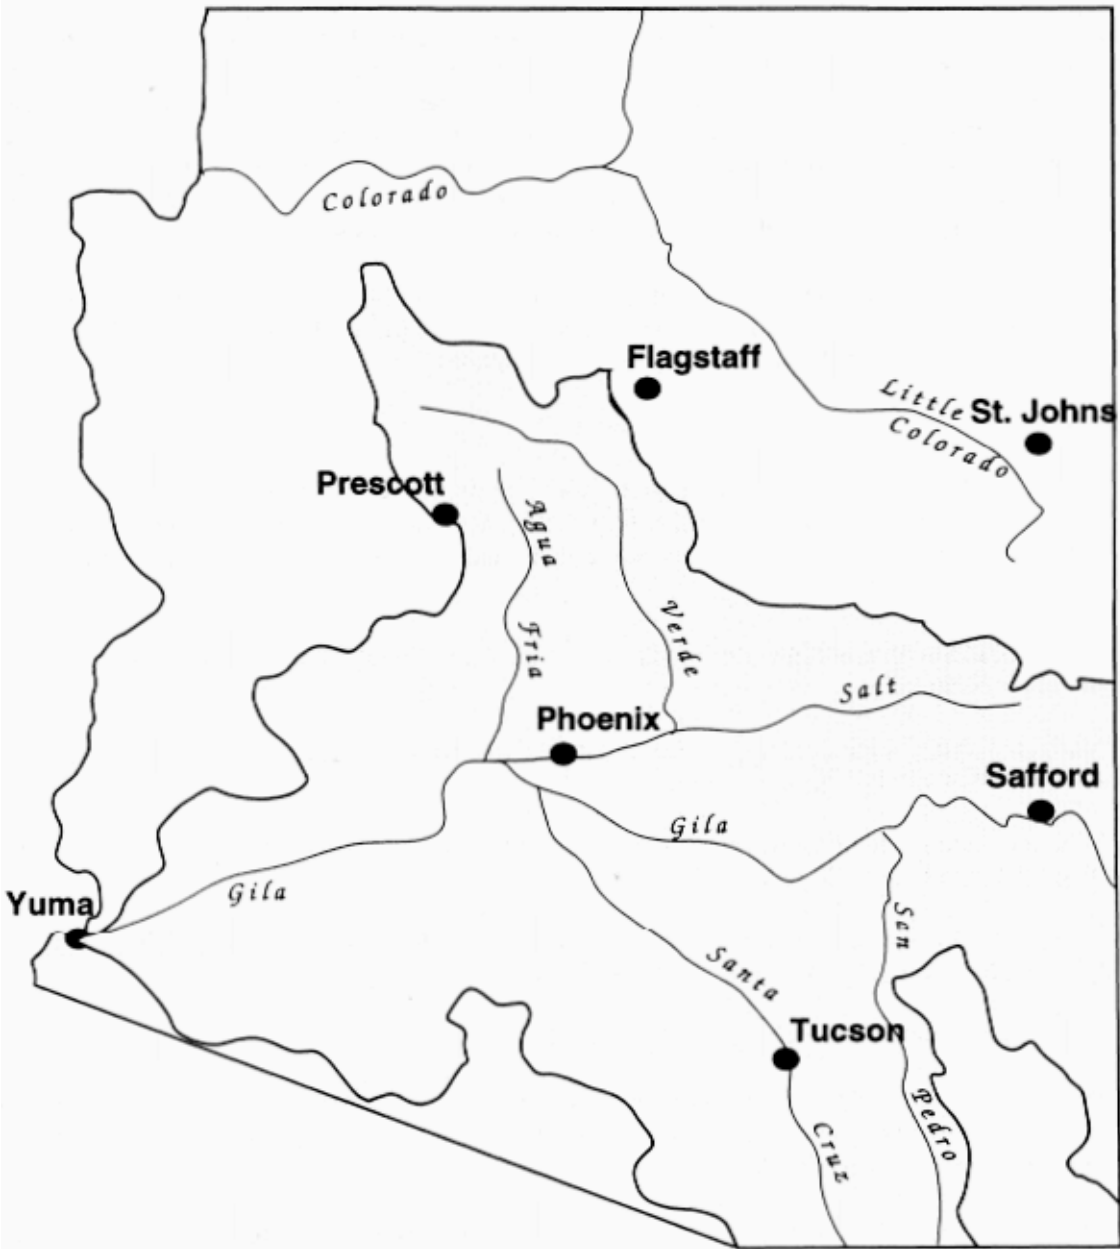 Colorado
Flagstaff
Little
St. Johns
Colorado
Prescott
Agua
Fria
Verde
Salt
Phoenix
Safford
Gila
Gila
Yuma
San
Santa
Tucson
Pedro
Cruz